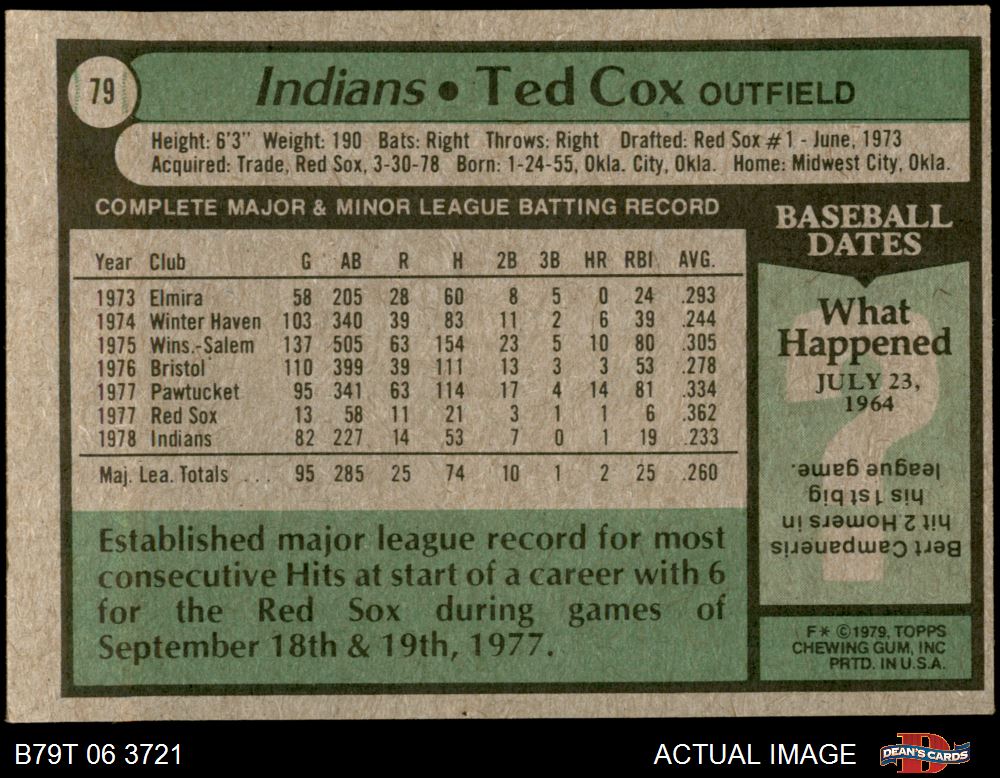 79
Indians • Ted Cox OUTFIELD
Height: 6'3" Weight: 190 Bats: Right Throws: Right Drafted: Red Sox #1 - June, 1973
Acquired: Trade, Red Sox, 3-30-78 Born: 1-24-55, Okla. City, Okla. Home: Midwest City, Okla.
COMPLETE MAJOR & MINOR LEAGUE BATTING RECORD
Year Club G AB R H 2B 3B HR RBI AVG.
1973 Elmira 58 205 28 60 8 5 0 24 .293
1974 Winter Haven 103 340 39 83 11 2 6 39 .244
1975 Wins.-Salem 137 505 63 154 23 5 10 80 .305
1976 Bristol 110 399 39 111 13 3 3 53 .278
1977 Pawtucket 95 341 63 114 17 4 14 81 .334
1977 Red Sox 13 58 11 21 3 1 1 6 .362
1978 Indians 82 227 14 53 7 0 1 19 .233
Maj. Lea. Totals ... 95 285 25 74 10 1 2 25 .260
Established major league record for most
consecutive Hits at start of a career with 6
for the Red Sox during games of
September 18th & 19th, 1977.
BASEBALL
DATES
What
Happened
JULY 23,
1964
?
Bert Campaneris
hit 2 Homers in
his 1st big
league game.
F* ©1979, TOPPS
CHEWING GUM, INC
PRTD. IN U.S.A.
B79T 06 3721
ACTUAL IMAGE
D
DEAN'S CARDS